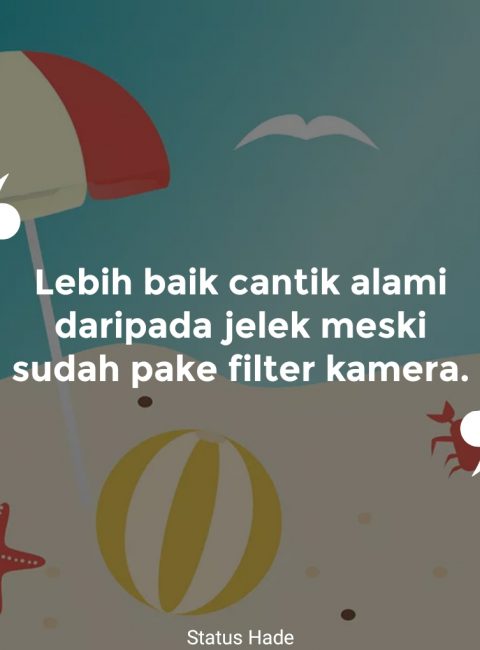 Lebih baik cantik alami
daripada jelek meski
sudah pake filter kamera.
Status Hade